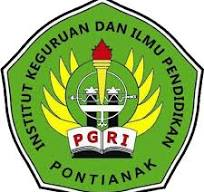 INSTITUT KEGURUAN DAN ILMU PENDIDIKAN
PGRI
PONTIANAK